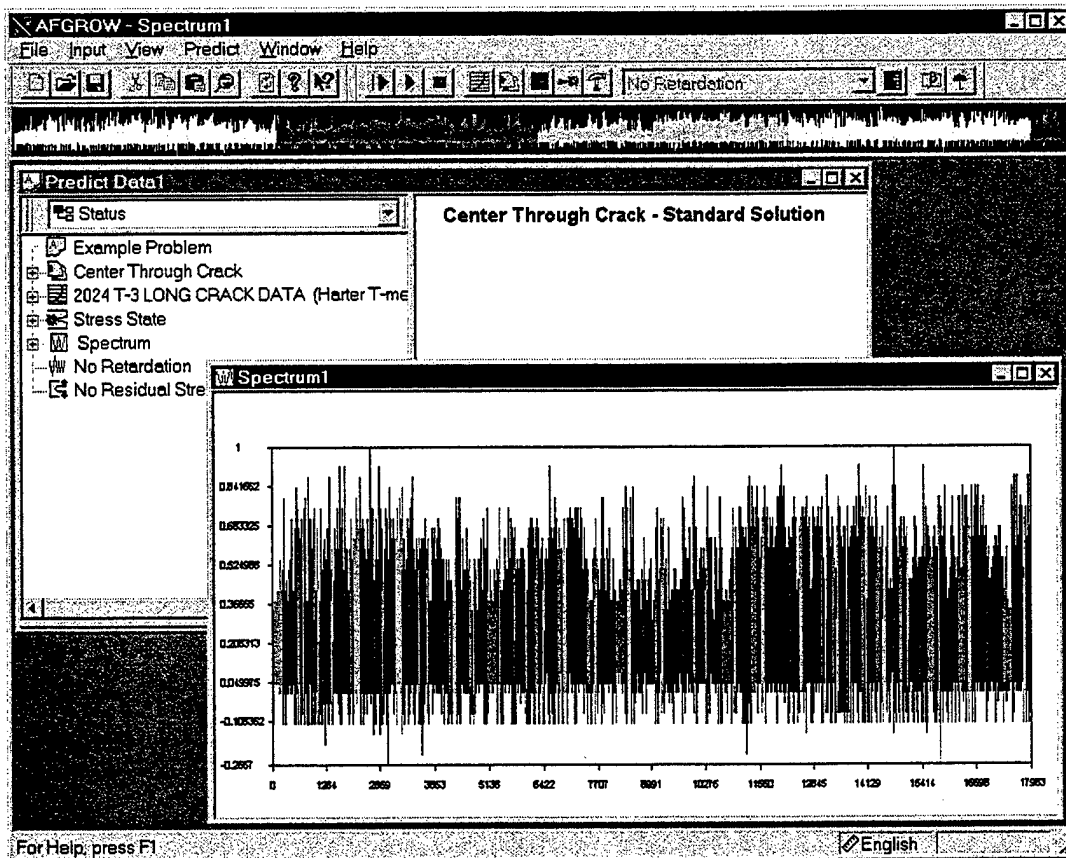 AFGROW - Spectrum1
File Input View Predict Window Help
No Retardation
Predict Data1
Status
Center Through Crack - Standard Solution
Example Problem
Center Through Crack
2024 T-3 LONG CRACK DATA (Harter T-me
Stress State
Spectrum
No Retardation
No Residual Stre
Spectrum1
1
0.841662
0.683325
0.524988
0.36665
0.208313
0.049975
-0.108362
-0.2667
0 1284 3853 5136 6422 7707 8991 10276 11560 12845 14129 15414 16698 17983
For Help, press F1
English